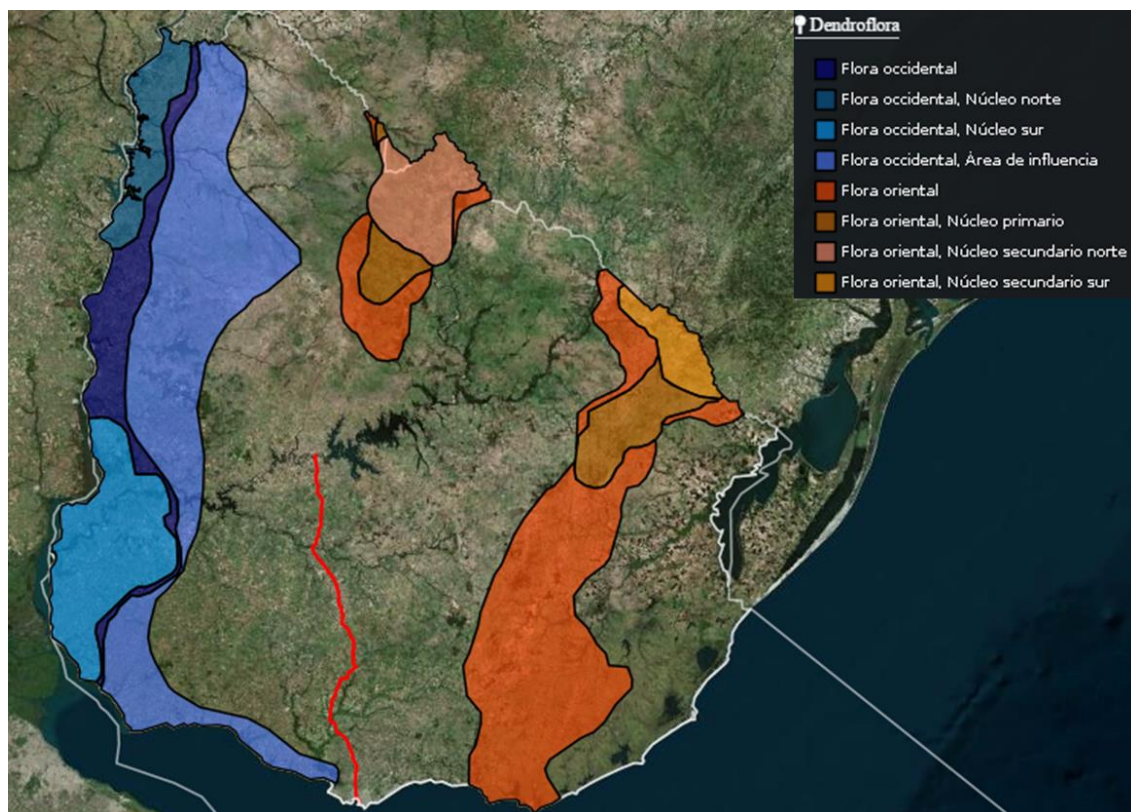 Dendroflora
Flora occidental
Flora occidental, Núcleo norte
Flora occidental, Núcleo sur
Flora occidental, Área de influencia
Flora oriental
Flora oriental, Núcleo primario
Flora oriental, Núcleo secundario norte
Flora oriental, Núcleo secundario sur